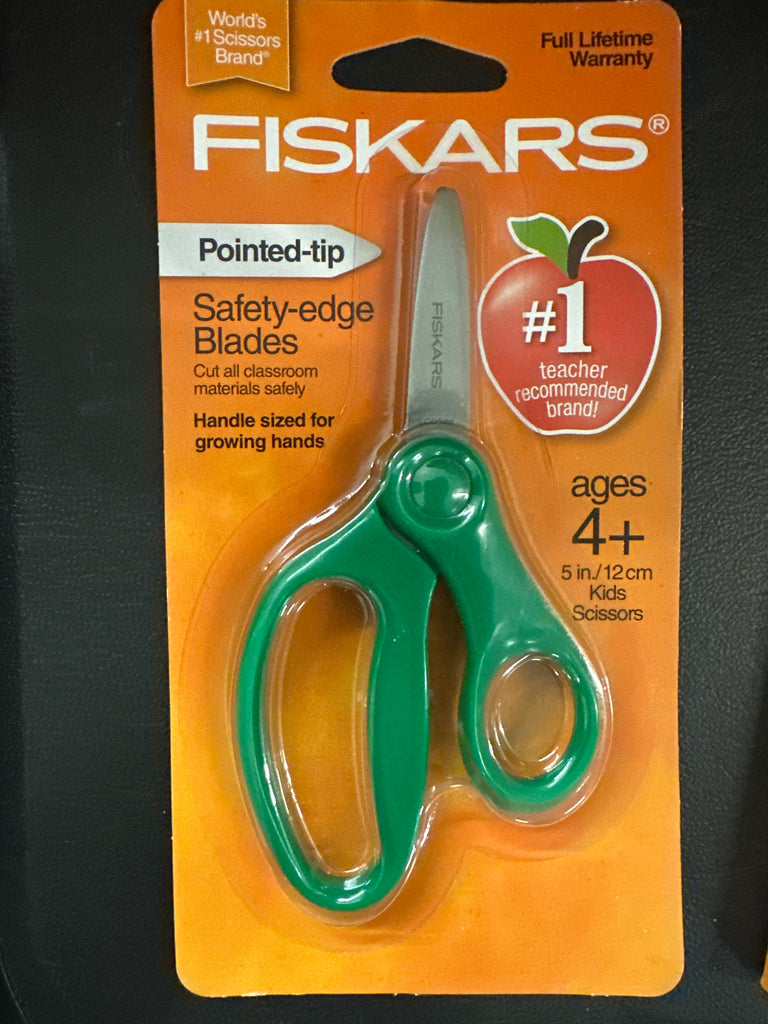 World's
#1 Scissors
Brand®
Full Lifetime
Warranty
FISKARS®
Pointed-tip
Safety-edge
Blades
Cut all classroom
materials safely
Handle sized for
growing hands
FISKARS
#1
teacher
recommended
brand!
ages
4+
5 in./12 cm
Kids
Scissors